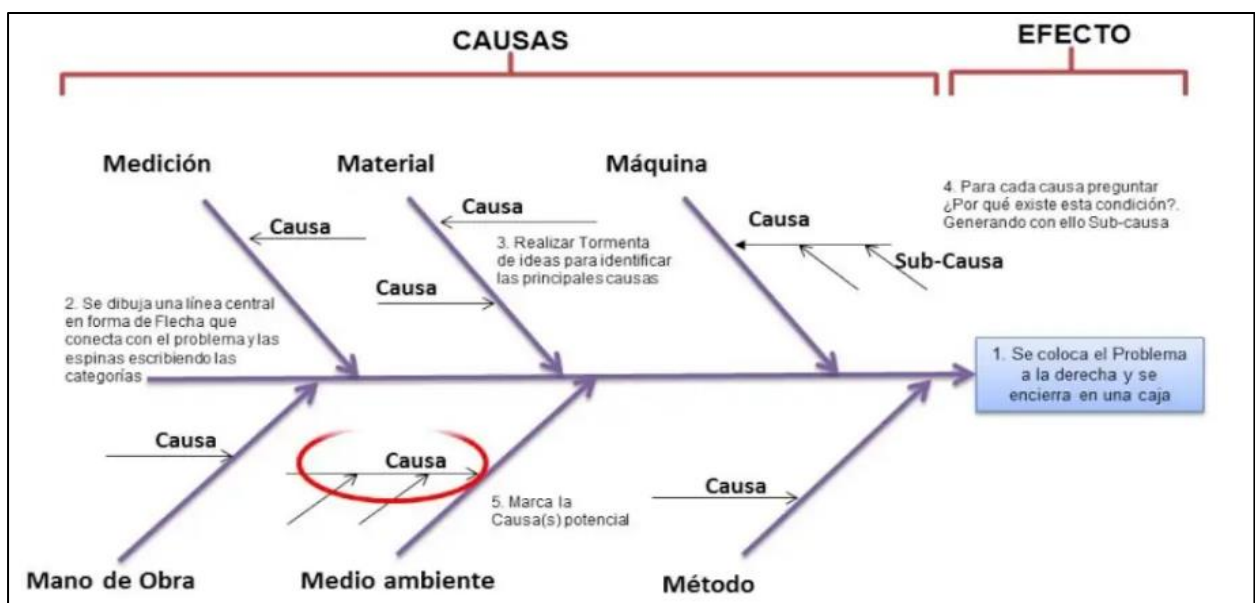 CAUSAS
EFECTO
Medición
Material
Máquina
Causa
Causa
Causa
4. Para cada causa preguntar
¿Por qué existe esta condición?.
Generando con ello Sub-causa
3. Realizar Tormenta
de ideas para identificar
las principales causas
Sub-Causa
Causa
2. Se dibuja una línea central
en forma de Flecha que
conecta con el problema y las
espinas escribiendo las
categorías
1. Se coloca el Problema
a la derecha y se
encierra en una caja
Causa
Causa
Causa
5. Marca la
Causa(s) potencial
Mano de Obra
Medio ambiente
Método